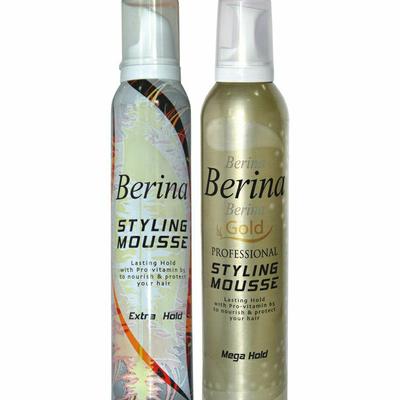 Berina
STYLING
MOUSSE
Lasting Hold
with Pro-vitamin b5
to nourish & protect
your hair
Extra Hold
Berina
Berina
Berina
Gold
PROFESSIONAL
STYLING
MOUSSE
Lasting Hold
with Pro-vitamin b5
to nourish & protect
your hair
Mega Hold